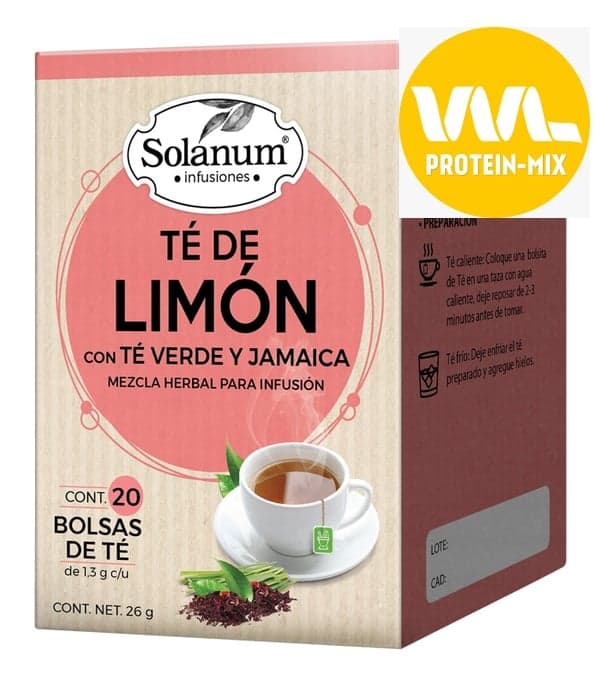 Solanum®
• infusiones •
TÉ DE
LIMÓN
CON TÉ VERDE Y JAMAICA
MEZCLA HERBAL PARA INFUSIÓN
CONT. 20
BOLSAS
DE TÉ
de 1,3 g c/u
CONT. NET. 26 g
PROTEIN-MIX
• PREPARACIÓN
Té caliente: Coloque una bolsita
de Té en una taza con agua
caliente, deje reposar de 2-3
minutos antes de tomar.
Té frío: Deje enfriar el té
preparado y agregue hielos.
LOTE:
CAD: